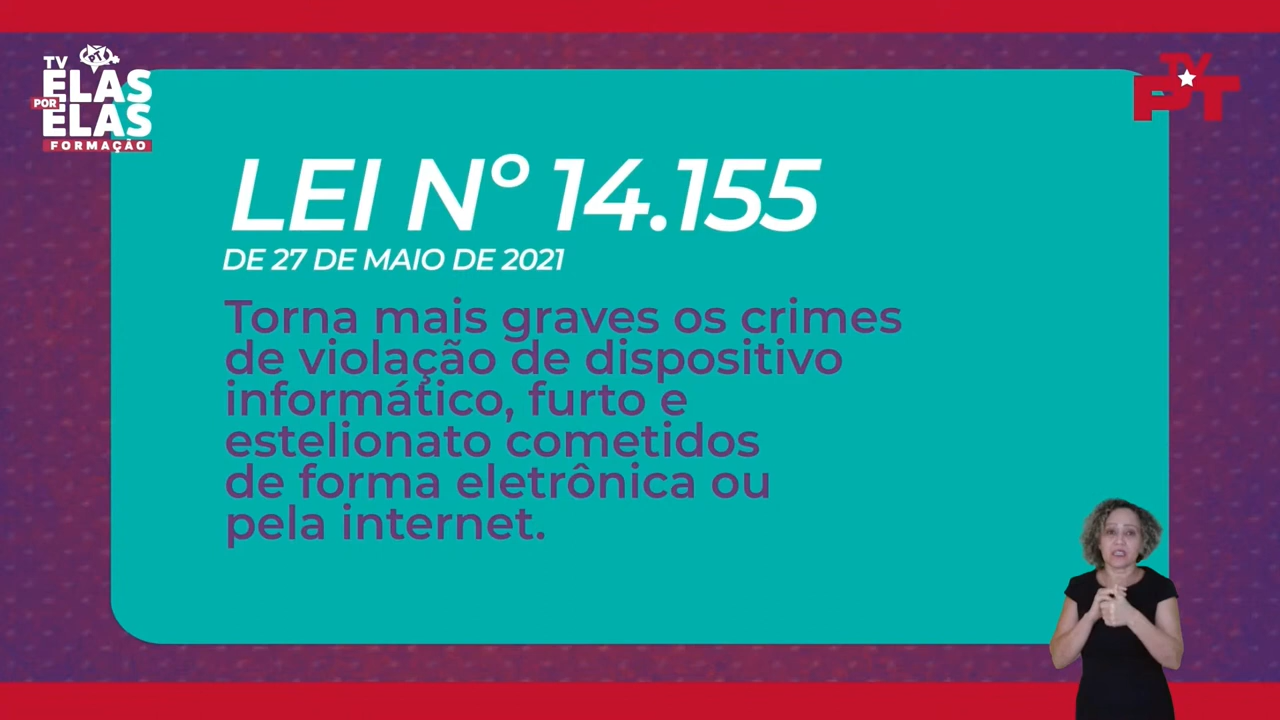 TV
ELAS
POR
ELAS
FORMAÇÃO
TV
PT
LEI Nº 14.155
DE 27 DE MAIO DE 2021
Torna mais graves os crimes
de violação de dispositivo
informático, furto e
estelionato cometidos
de forma eletrônica ou
pela internet.